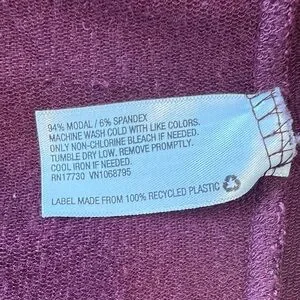 94% MODAL / 6% SPANDEX
MACHINE WASH COLD WITH LIKE COLORS.
ONLY NON-CHLORINE BLEACH IF NEEDED.
TUMBLE DRY LOW. REMOVE PROMPTLY.
COOL IRON IF NEEDED.
RN17730 VN1068795
LABEL MADE FROM 100% RECYCLED PLASTIC